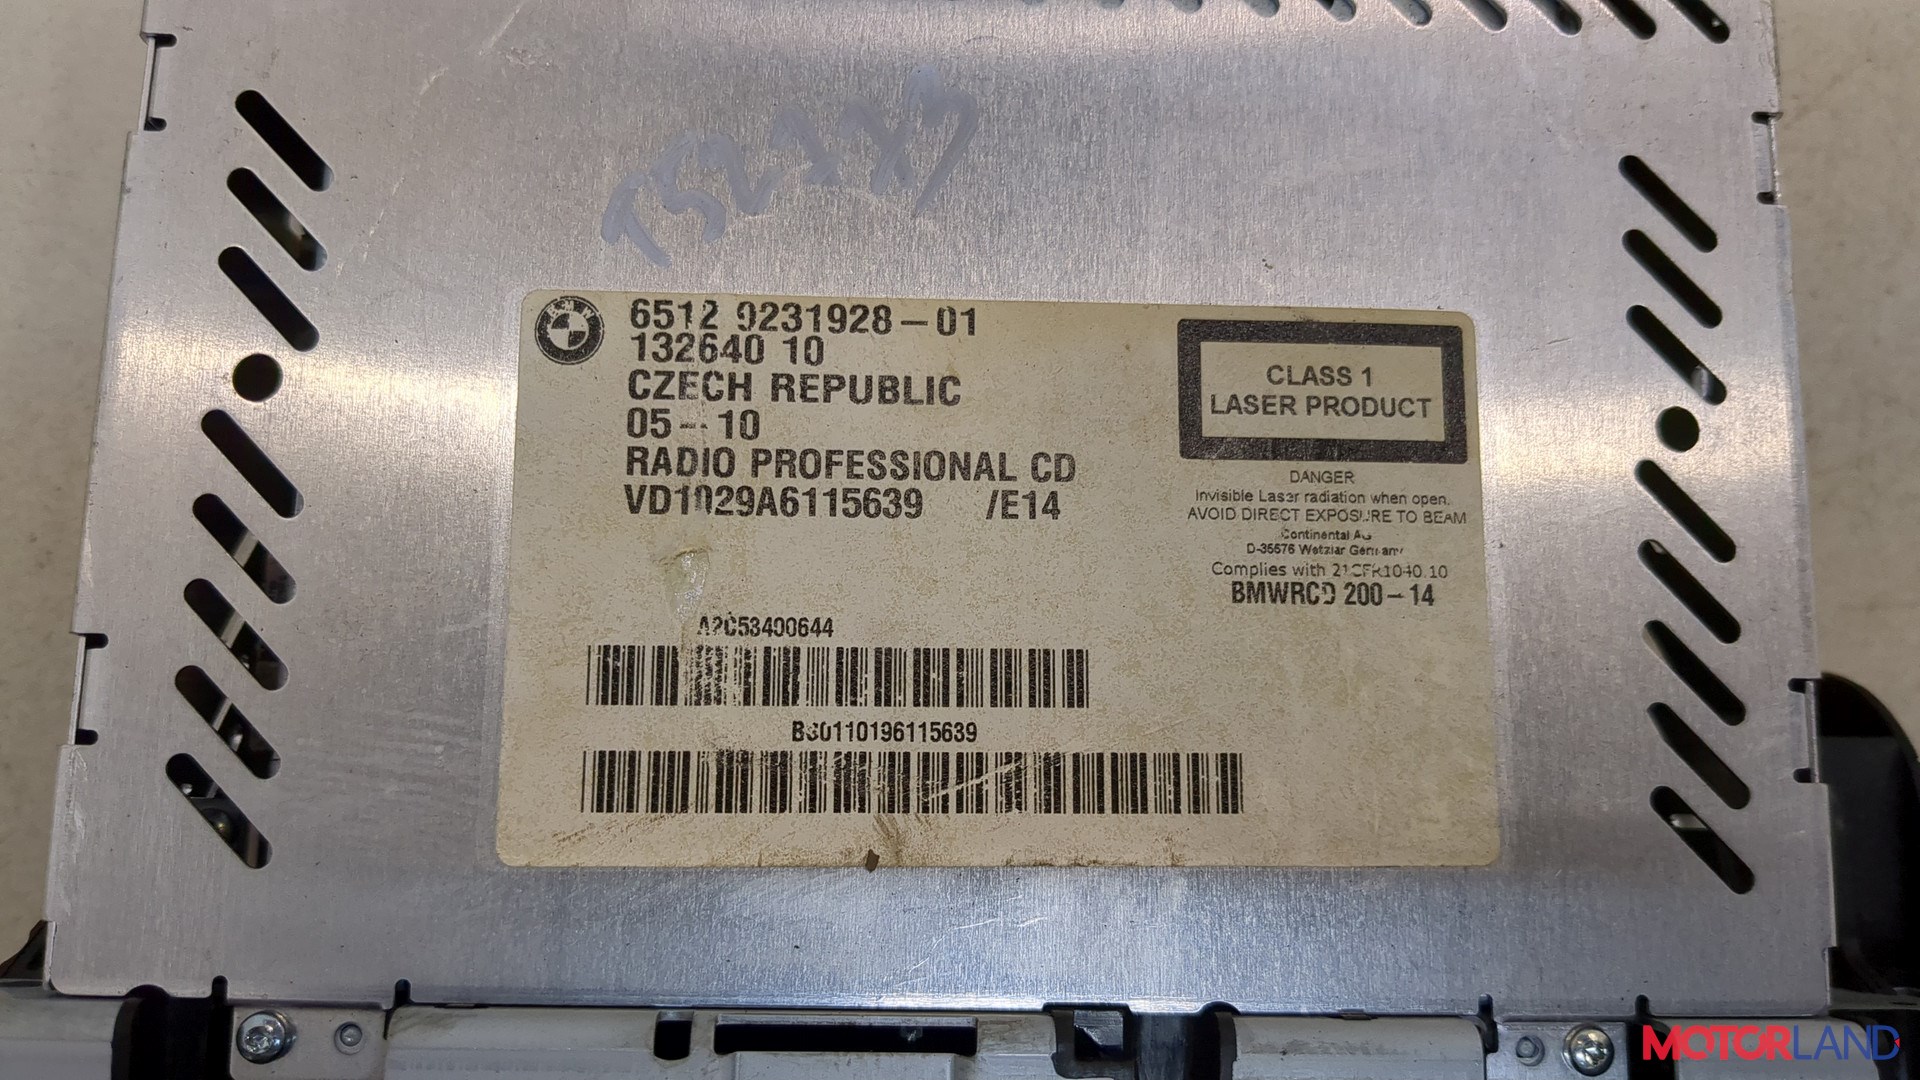 6512 9231928-01
132640 10
CZECH REPUBLIC
05-10
RADIO PROFESSIONAL CD
VD1029A6115639 /E14
CLASS 1
LASER PRODUCT
DANGER
Invisible Laser radiation when open.
AVOID DIRECT EXPOSURE TO BEAM
Continental AG
D-35576 Wetzlar Germany
Complies with 21CFR1040.10
BMWRCD 200-14
A2C53400644
B60110196115639
MOTORLAND